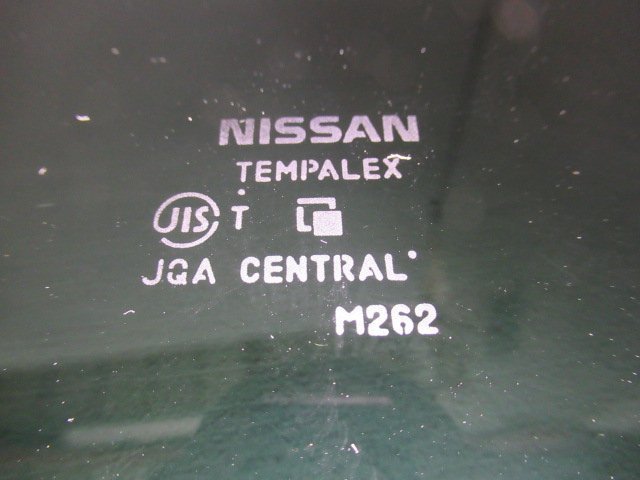 NISSAN
TEMPALEX
JIS T
JQA CENTRAL
M262